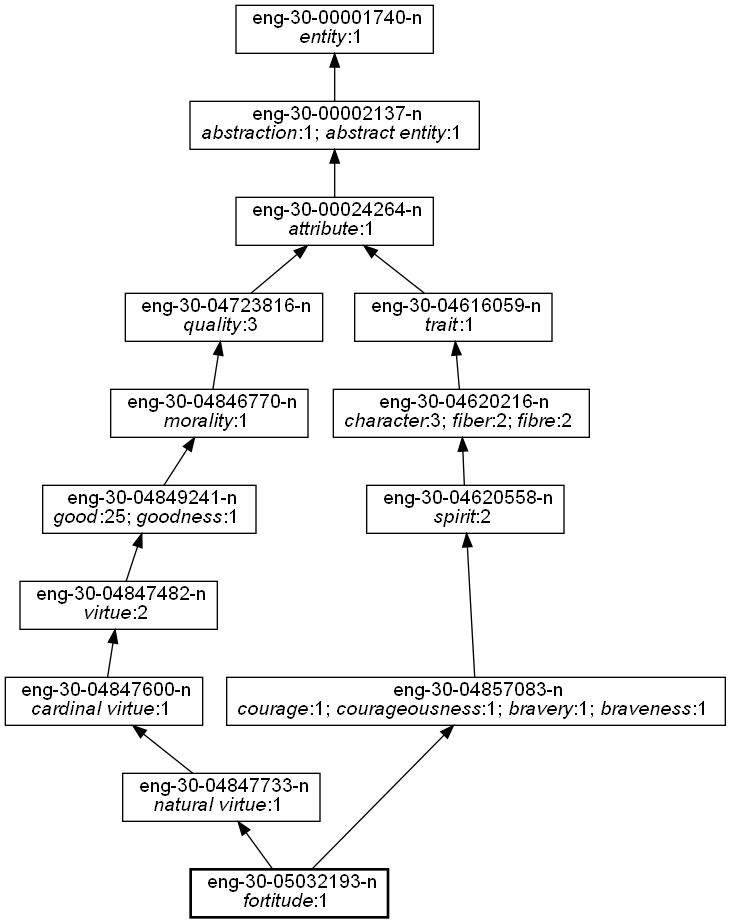 eng-30-00001740-n
entity:1
eng-30-00002137-n
abstraction:1; abstract entity:1
eng-30-00024264-n
attribute:1
eng-30-04723816-n
quality:3
eng-30-04616059-n
trait:1
eng-30-04846770-n
morality:1
eng-30-04620216-n
character:3; fiber:2; fibre:2
eng-30-04849241-n
good:25; goodness:1
eng-30-04620558-n
spirit:2
eng-30-04847482-n
virtue:2
eng-30-04847600-n
cardinal virtue:1
eng-30-04857083-n
courage:1; courageousness:1; bravery:1; braveness:1
eng-30-04847733-n
natural virtue:1
eng-30-05032193-n
fortitude:1